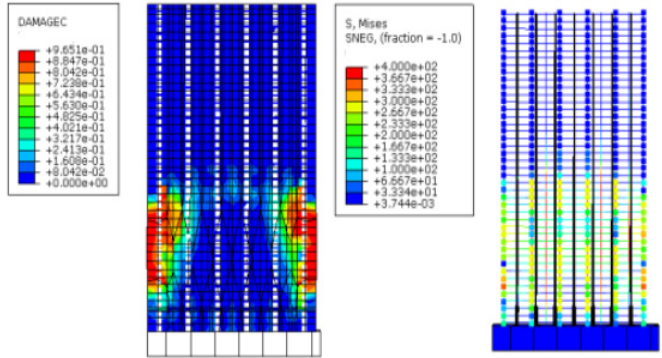 DAMAGEC
+9.651e-01
+8.847e-01
+8.042e-01
+7.238e-01
+6.434e-01
+5.630e-01
+4.825e-01
+4.021e-01
+3.217e-01
+2.413e-01
+1.608e-01
+8.042e-02
+0.000e+00
S, Mises
SNEG, (fraction = -1.0)
+4.000e+02
+3.667e+02
+3.333e+02
+3.000e+02
+2.667e+02
+2.333e+02
+2.000e+02
+1.667e+02
+1.333e+02
+1.000e+02
+6.667e+01
+3.334e+01
+3.744e-03